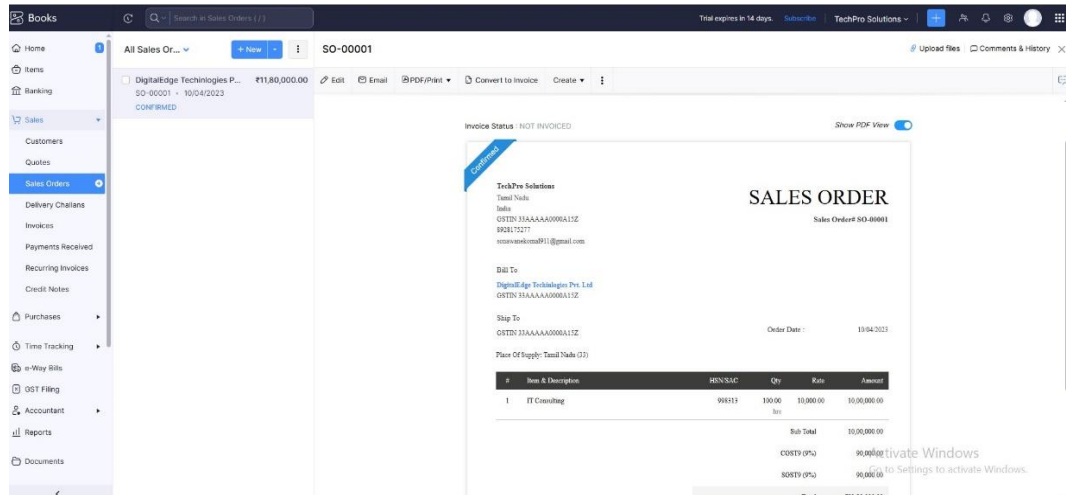 Books
Search in Sales Orders ( / )
Trial expires in 14 days.
Subscribe
TechPro Solutions
Home
1
Items
Banking
Sales
Customers
Quotes
Sales Orders
Delivery Challans
Invoices
Payments Received
Recurring Invoices
Credit Notes
Purchases
Time Tracking
e-Way Bills
GST Filing
Accountant
Reports
Documents
All Sales Or...
+ New
DigitalEdge Techinlogies P... ₹11,80,000.00
SO-00001 • 10/04/2023
CONFIRMED
SO-00001
Upload files
Comments & History
Edit
Email
PDF/Print
Convert to Invoice
Create
Invoice Status : NOT INVOICED
Show PDF View
Confirmed
TechPro Solutions
Tamil Nadu
India
GSTIN 33AAAAA0000A15Z
8928175277
SALES ORDER
Sales Order# SO-00001
Bill To
DigitalEdge Techinlogies Pvt. Ltd
GSTIN 33AAAAA0000A15Z
Ship To
GSTIN 33AAAAA0000A15Z
Order Date : 10/04/2023
Place Of Supply: Tamil Nadu (33)
# Item & Description HSN/SAC Qty Rate Amount
1 IT Consulting 998313 100.00 10,000.00 10,00,000.00
hrs
Sub Total 10,00,000.00
CGST9 (9%) 90,000.00
SGST9 (9%) 90,000.00
Activate Windows
Go to Settings to activate Windows.